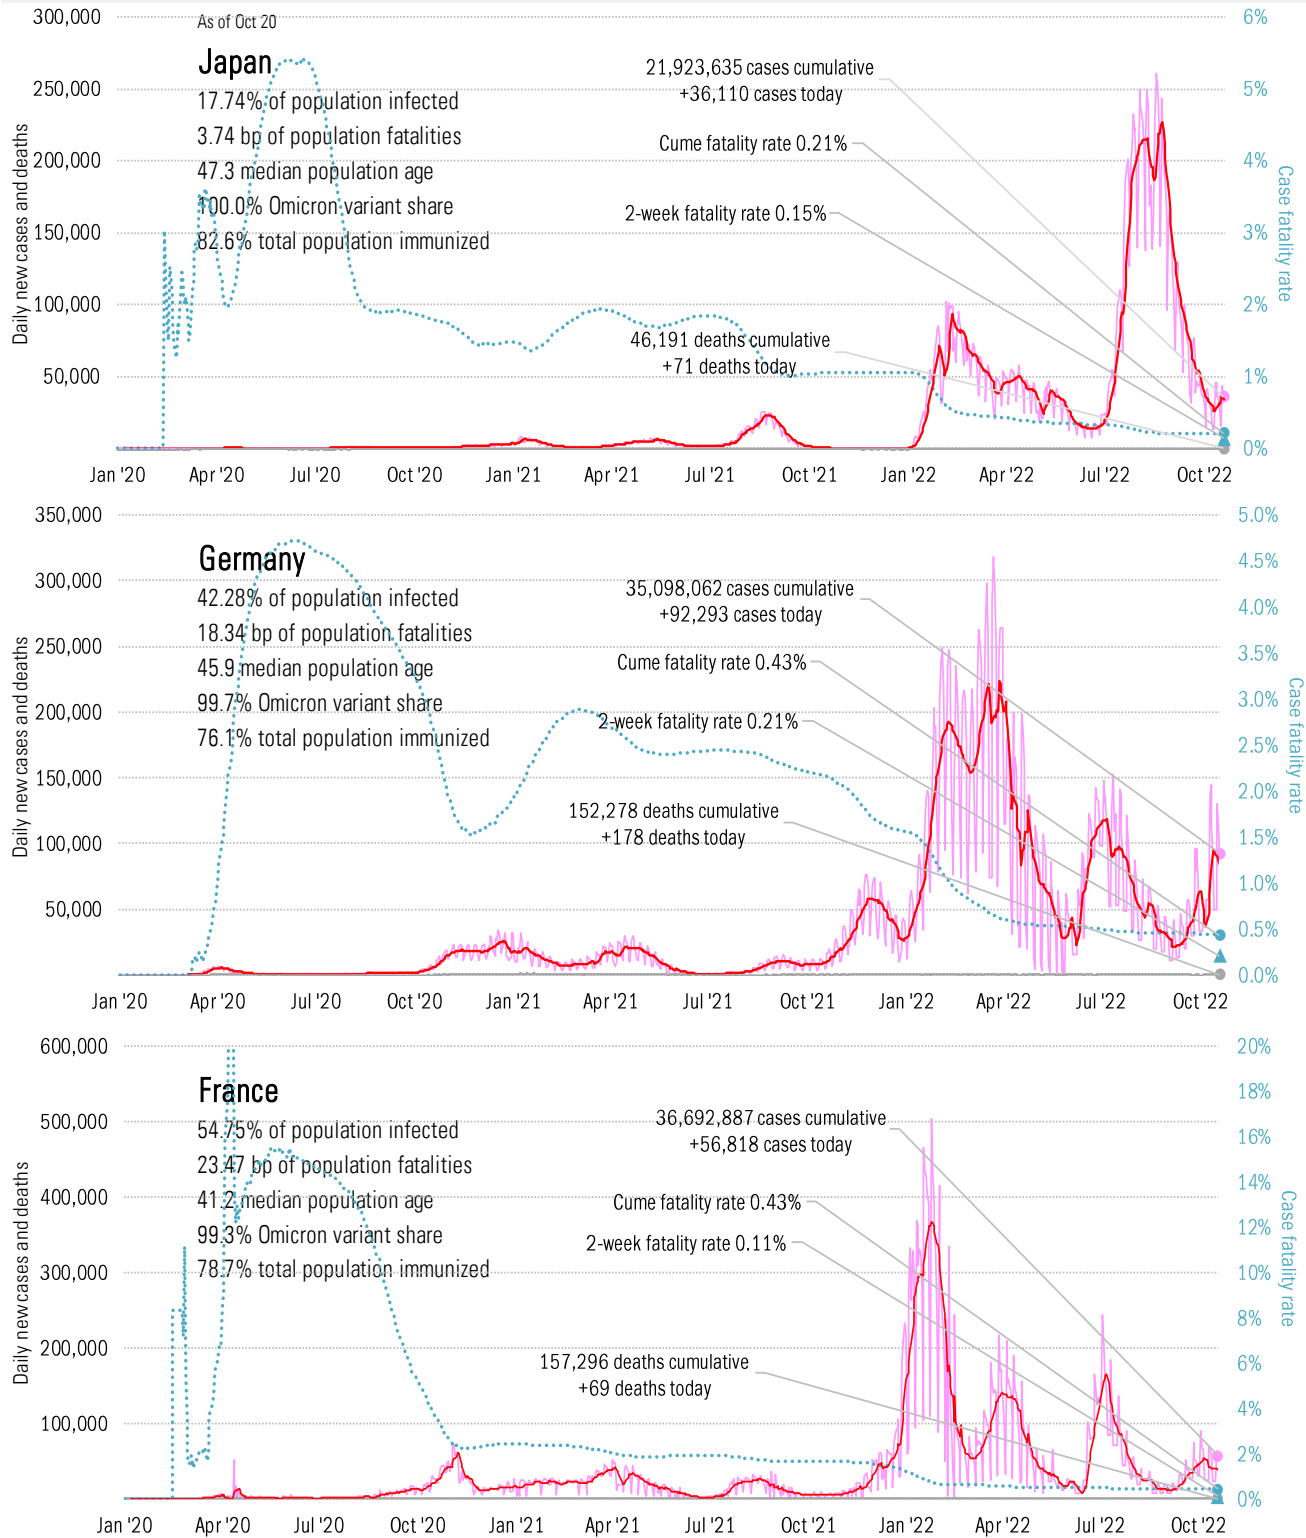 300,000
As of Oct 20
6%
Japan
250,000
5%
17.74% of population infected
21,923,635 cases cumulative
+36,110 cases today
3.74 bp of population fatalities
Cume fatality rate 0.21%
200,000
4%
47.3 median population age
100.0% Omicron variant share
2-week fatality rate 0.15%
150,000
3%
82.6% total population immunized
100,000
2%
46,191 deaths cumulative
+71 deaths today
50,000
1%
0%
Daily new cases and deaths
Case fatality rate
Jan '20 Apr '20 Jul '20 Oct '20 Jan '21 Apr '21 Jul '21 Oct '21 Jan '22 Apr '22 Jul '22 Oct '22
350,000
5.0%
Germany
4.5%
300,000
42.28% of population infected
35,098,062 cases cumulative
+92,293 cases today
4.0%
18.34 bp of population fatalities
250,000
3.5%
45.9 median population age
Cume fatality rate 0.43%
99.7% Omicron variant share
3.0%
200,000
2-week fatality rate 0.21%
76.1% total population immunized
2.5%
150,000
2.0%
152,278 deaths cumulative
+178 deaths today
100,000
1.5%
1.0%
50,000
0.5%
0.0%
Daily new cases and deaths
Case fatality rate
Jan '20 Apr '20 Jul '20 Oct '20 Jan '21 Apr '21 Jul '21 Oct '21 Jan '22 Apr '22 Jul '22 Oct '22
600,000
20%
France
18%
500,000
54.75% of population infected
36,692,887 cases cumulative
+56,818 cases today
16%
23.47 bp of population fatalities
14%
400,000
41.2 median population age
Cume fatality rate 0.43%
99.3% Omicron variant share
12%
2-week fatality rate 0.11%
300,000
78.7% total population immunized
10%
8%
200,000
157,296 deaths cumulative
+69 deaths today
6%
4%
100,000
2%
0%
Daily new cases and deaths
Case fatality rate
Jan '20 Apr '20 Jul '20 Oct '20 Jan '21 Apr '21 Jul '21 Oct '21 Jan '22 Apr '22 Jul '22 Oct '22